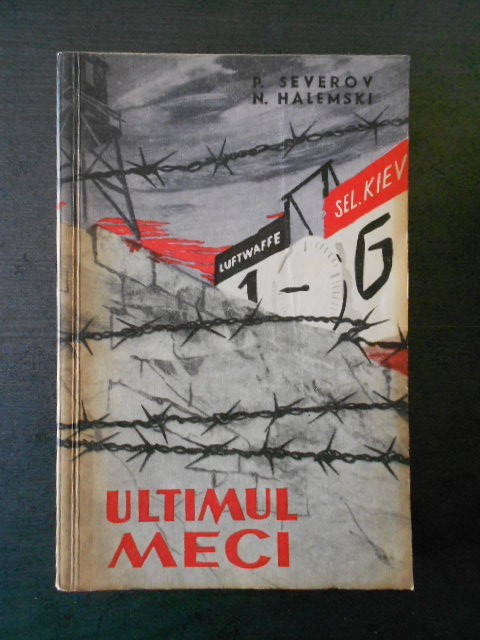 P. SEVEROV
N. HALEMSKI
SEL. KIEV
LUFTWAFFE
1 - 6
ULTIMUL
MECI